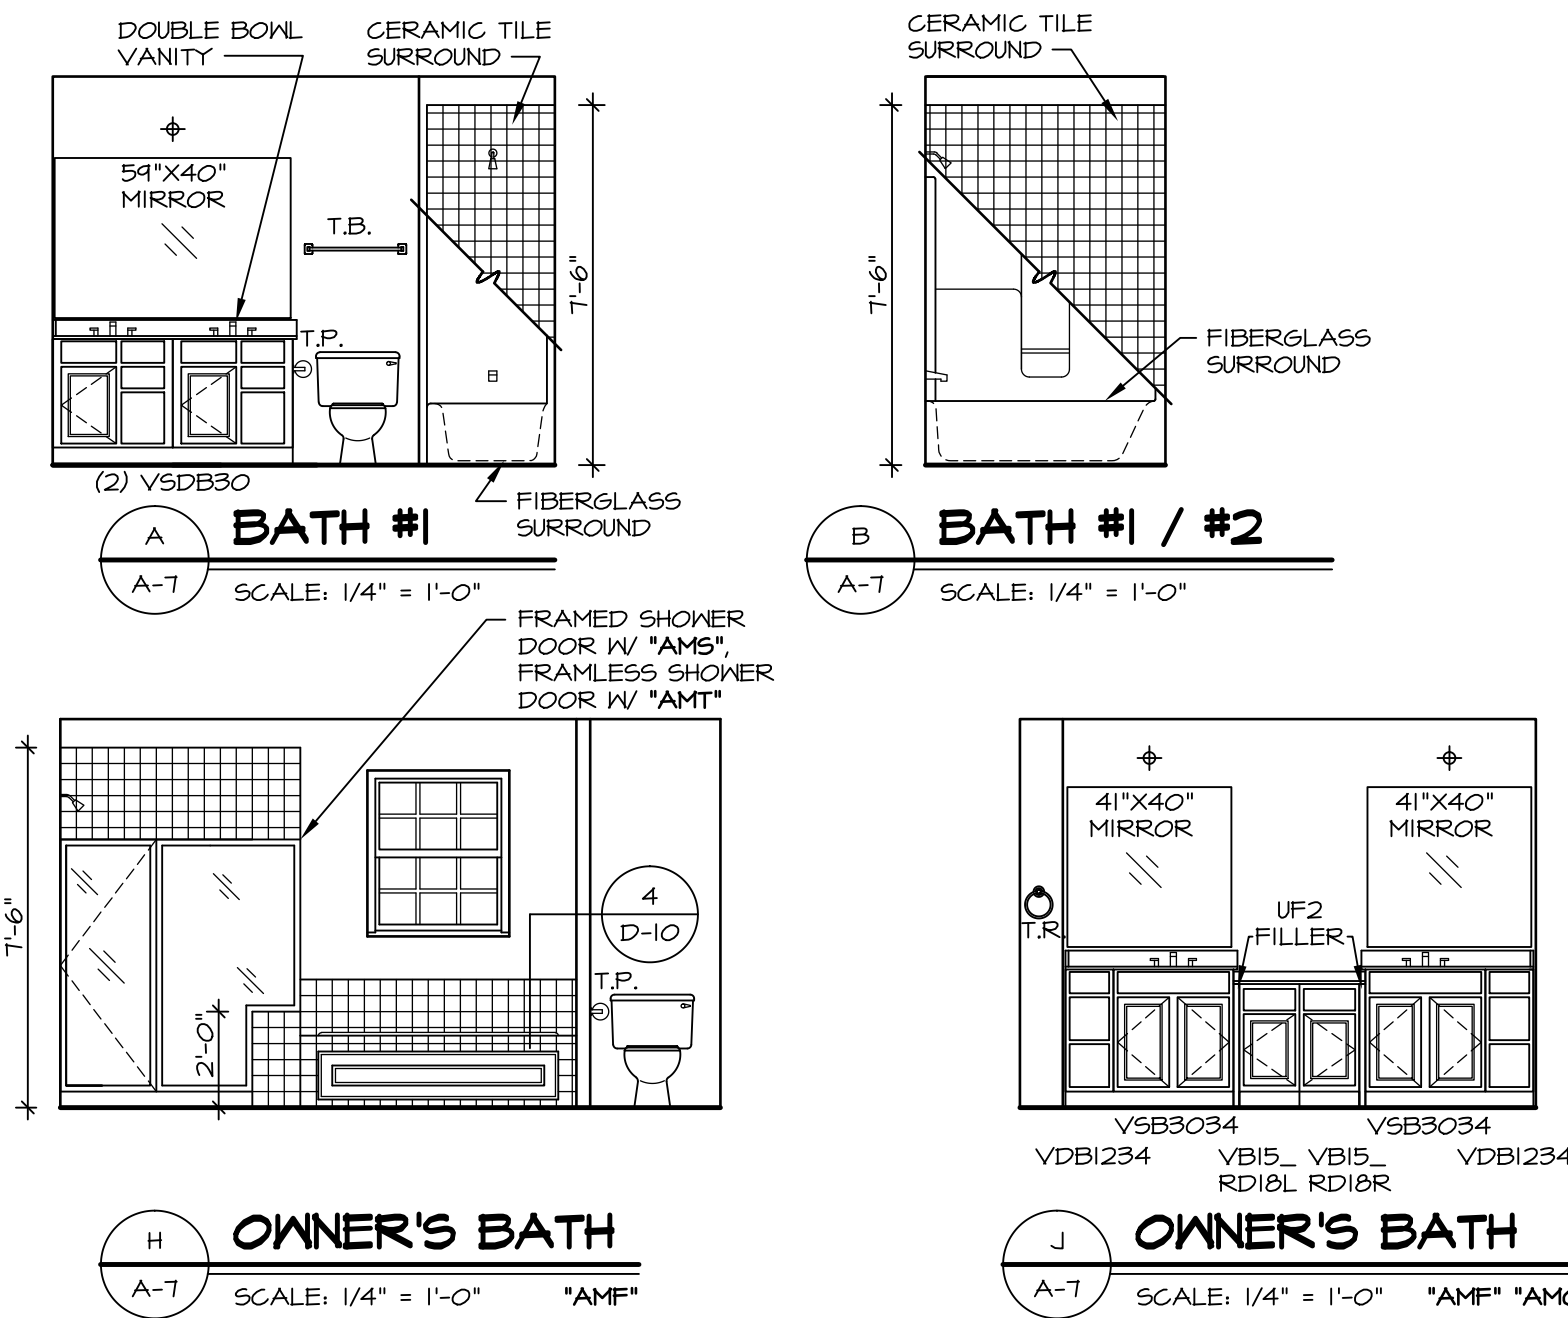 DOUBLE BOWL
VANITY
CERAMIC TILE
SURROUND
59"X40"
MIRROR
T.B.
T.P.
7'-6"
(2) VSDB30
FIBERGLASS
SURROUND
A
A-7
BATH #1
SCALE: 1/4" = 1'-0"
CERAMIC TILE
SURROUND
7'-6"
FIBERGLASS
SURROUND
B
A-7
BATH #1 / #2
SCALE: 1/4" = 1'-0"
FRAMED SHOWER
DOOR W/ "AMS",
FRAMLESS SHOWER
DOOR W/ "AMT"
7'-6"
2'-0"
4
D-10
T.P.
H
A-7
OWNER'S BATH
SCALE: 1/4" = 1'-0" "AMF"
41"X40"
MIRROR
41"X40"
MIRROR
T.R.
UF2
FILLER
VSB3034 VSB3034
VDB1234 VB15_ VB15_ VDB1234
RD18L RD18R
J
A-7
OWNER'S BATH
SCALE: 1/4" = 1'-0" "AMF"